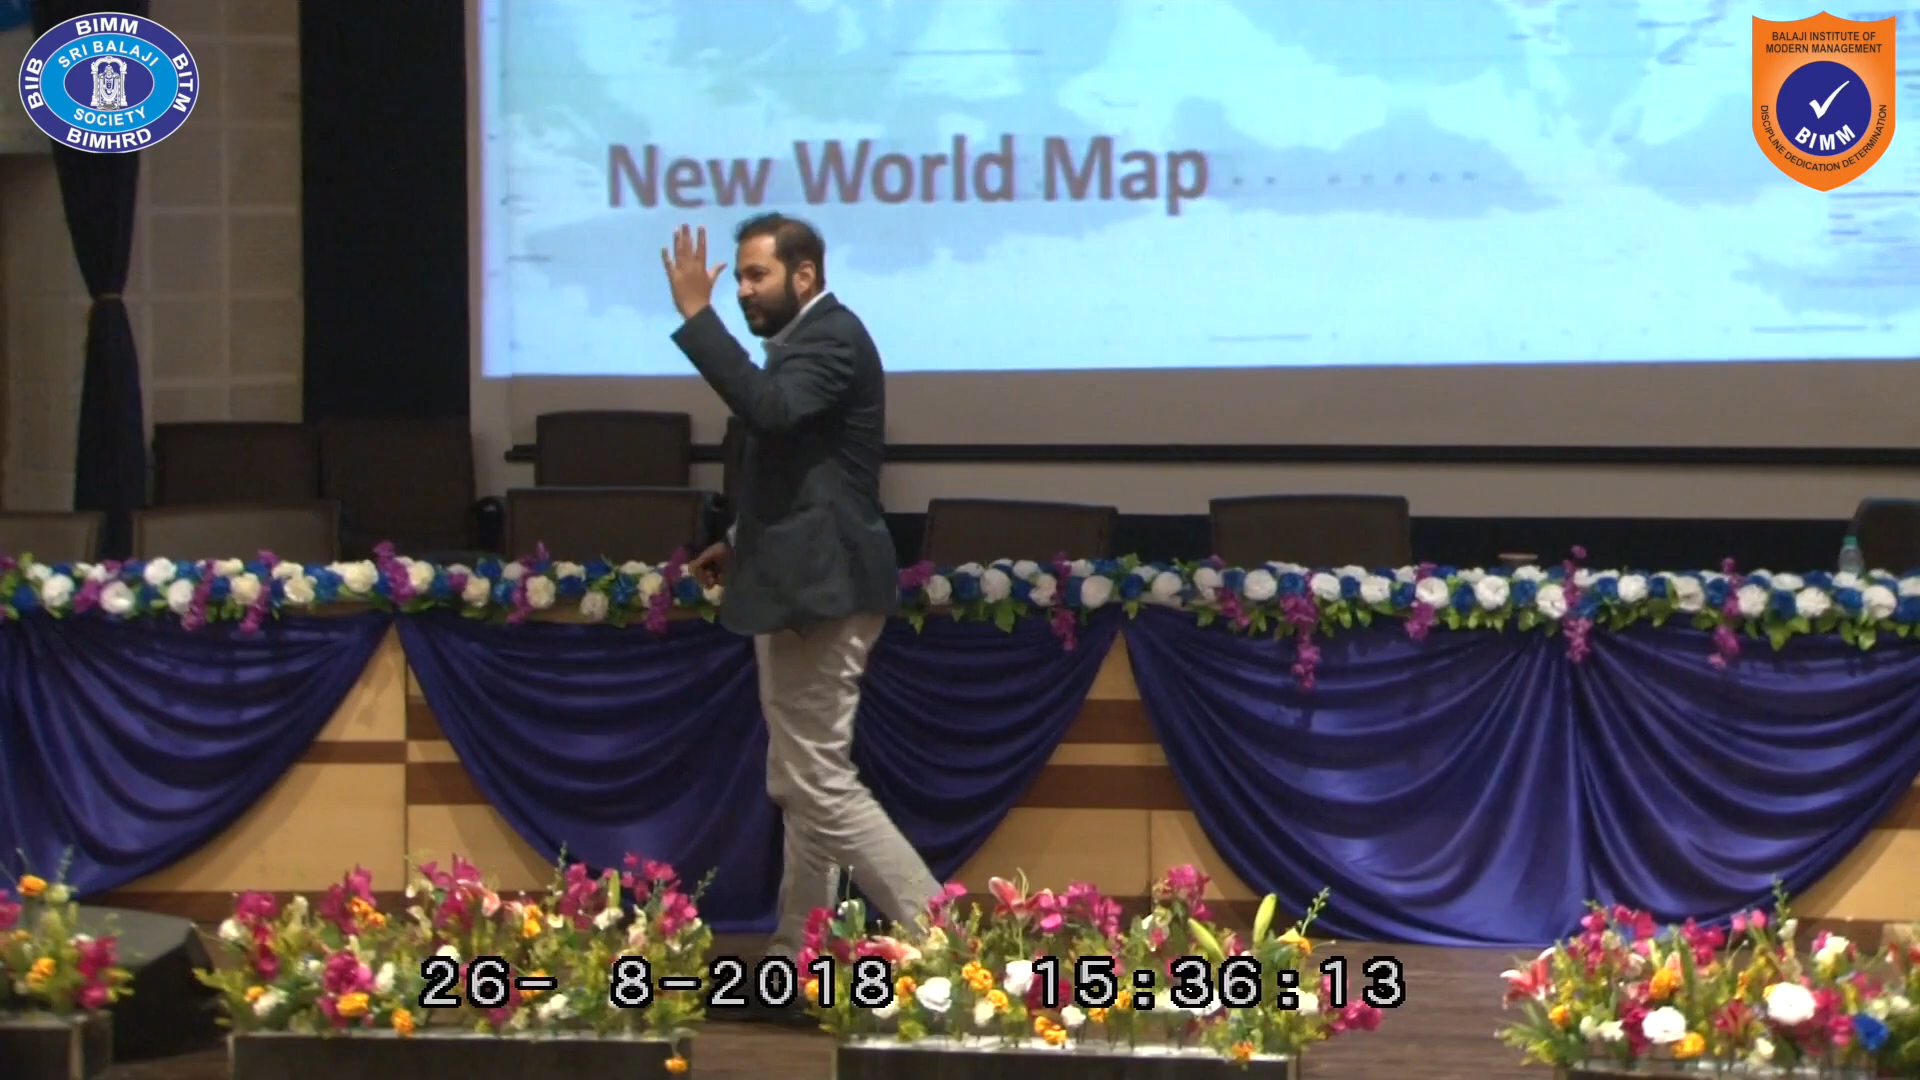 BIMM
SRI BALAJI
BIIB
BITM
SOCIETY
BIMHRD
BALAJI INSTITUTE OF
MODERN MANAGEMENT
BIMM
DISCIPLINE DEDICATION DETERMINATION
New World Map
26- 8-2018 15:36:13